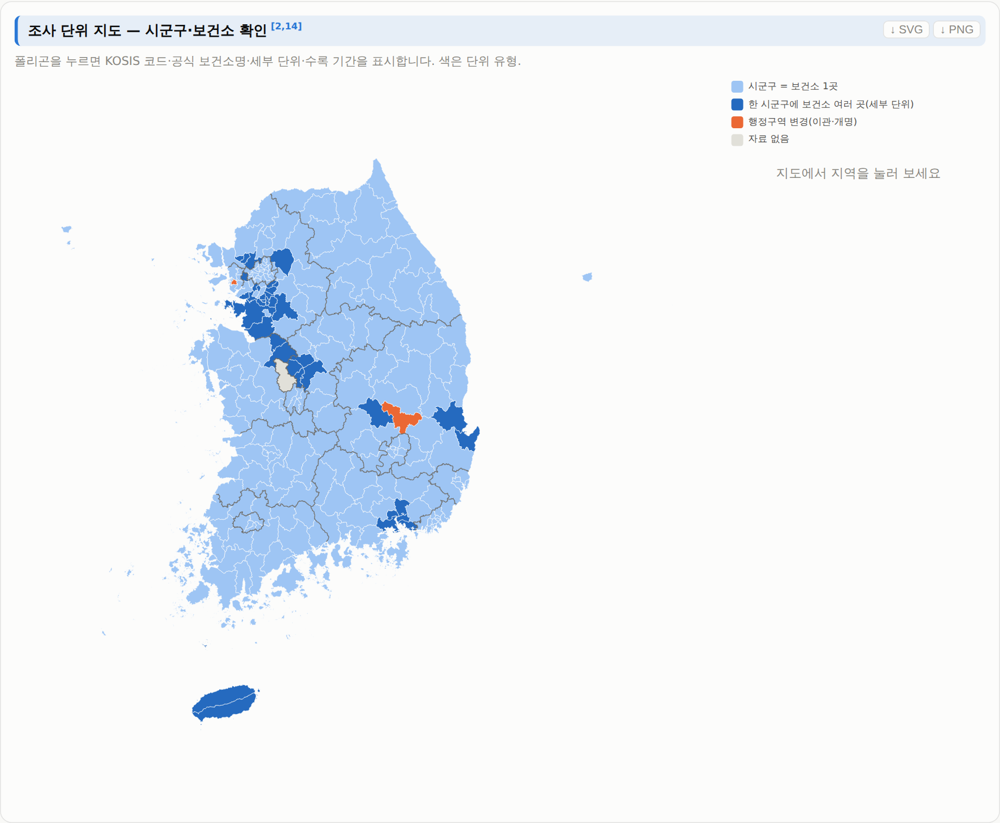 조사 단위 지도 — 시군구·보건소 확인 [2,14]
↓ SVG
↓ PNG
폴리곤을 누르면 KOSIS 코드·공식 보건소명·세부 단위·수록 기간을 표시합니다. 색은 단위 유형.
시군구 = 보건소 1곳
한 시군구에 보건소 여러 곳(세부 단위)
행정구역 변경(이관·개명)
자료 없음
지도에서 지역을 눌러 보세요